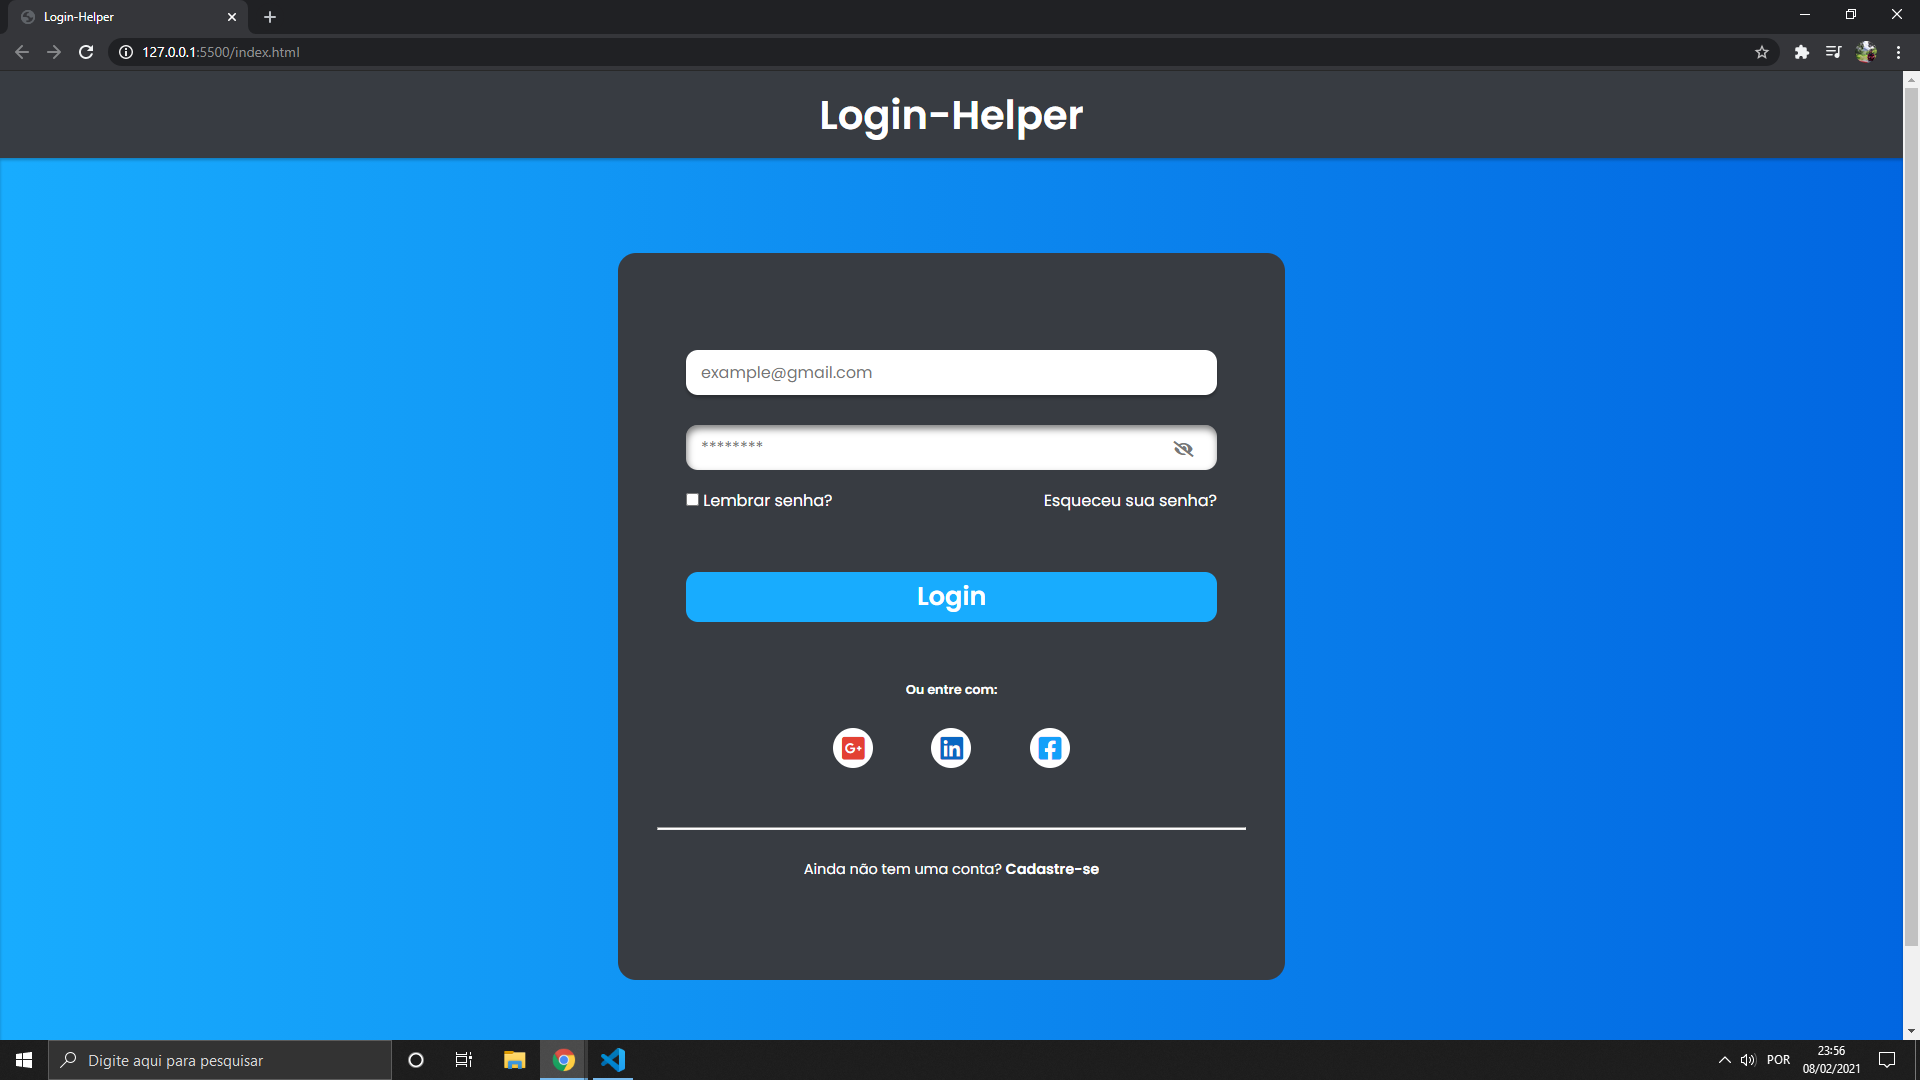 Login-Helper
127.0.0.1:5500/index.html
Login-Helper
example@gmail.com
********
Lembrar senha? Esqueceu sua senha?
Login
Ou entre com:
G+ in f
Ainda não tem uma conta? Cadastre-se
Digite aqui para pesquisar
POR
23:56
08/02/2021